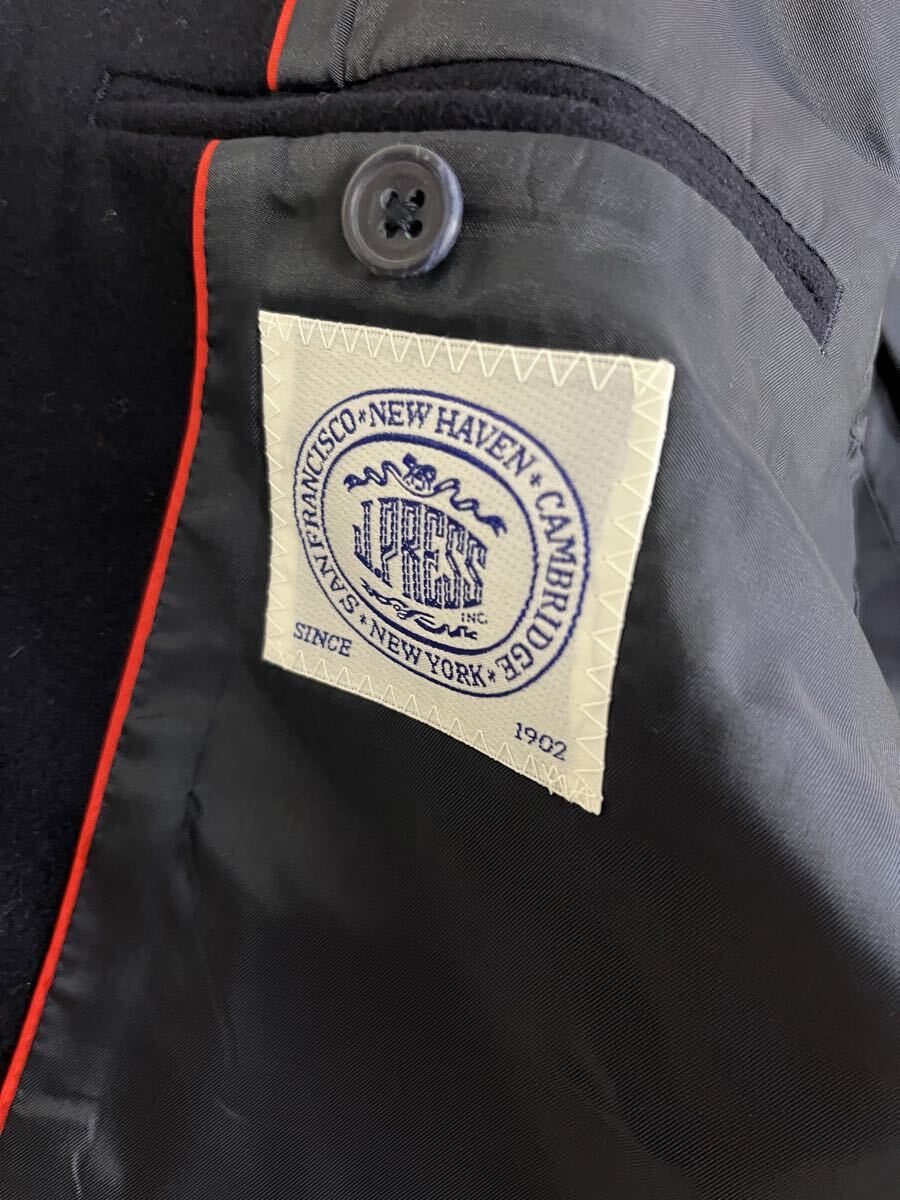 SAN FRANCISCO * NEW HAVEN * CAMBRIDGE * NEW YORK *
J.PRESS
INC.
SINCE
1902